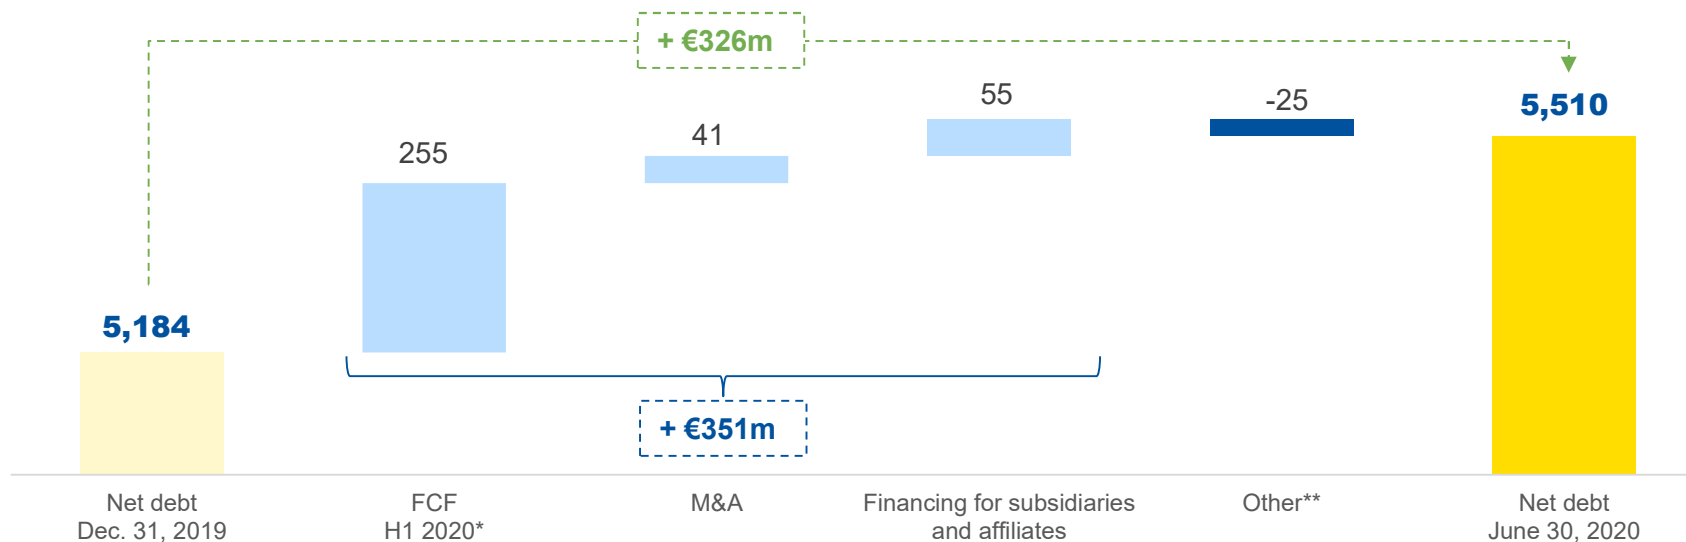 + €326m
5,184
255
41
55
-25
5,510
+ €351m
Net debt
Dec. 31, 2019
FCF
H1 2020*
M&A
Financing for subsidiaries
and affiliates
Other**
Net debt
June 30, 2020